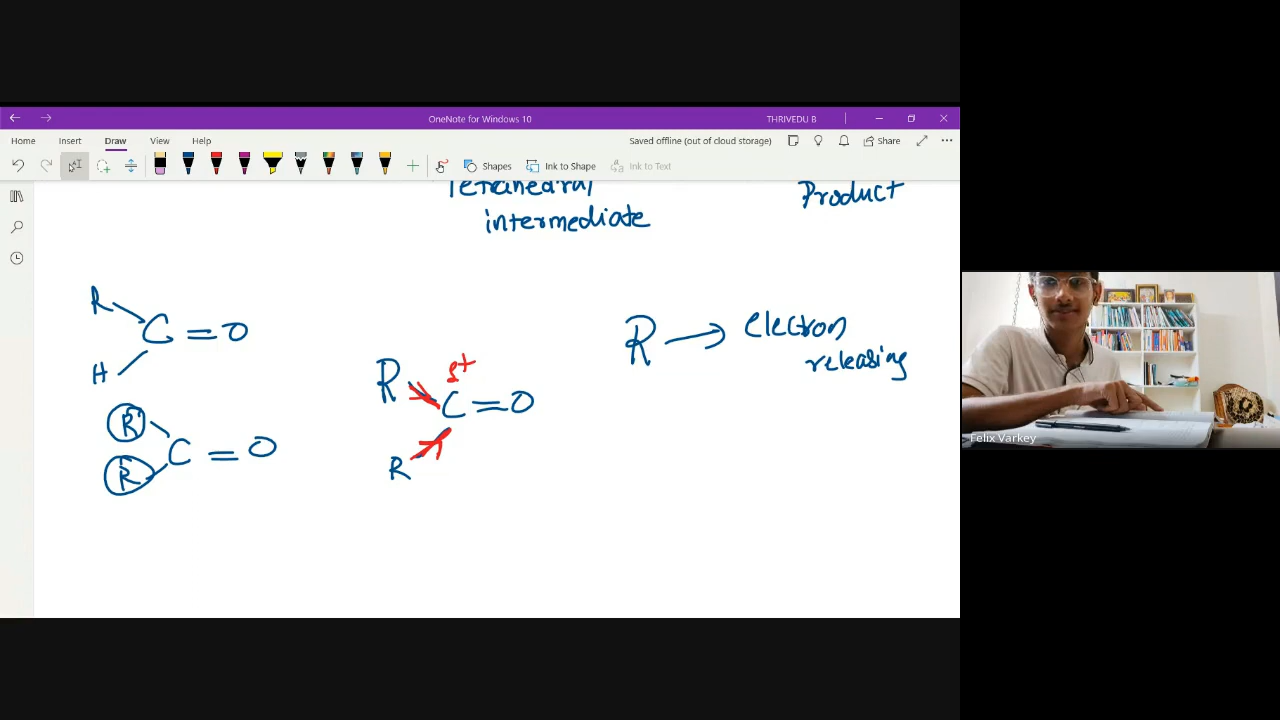 OneNote for Windows 10
THRIVEDU B
Home Insert Draw View Help
Saved offline (out of cloud storage)
Share
Shapes
Ink to Shape
Ink to Text
Tetrahedral
intermediate
Product
R
C = O
H
R
C = O
R
R
δ+
C = O
R
R → electron
releasing
Felix Varkey